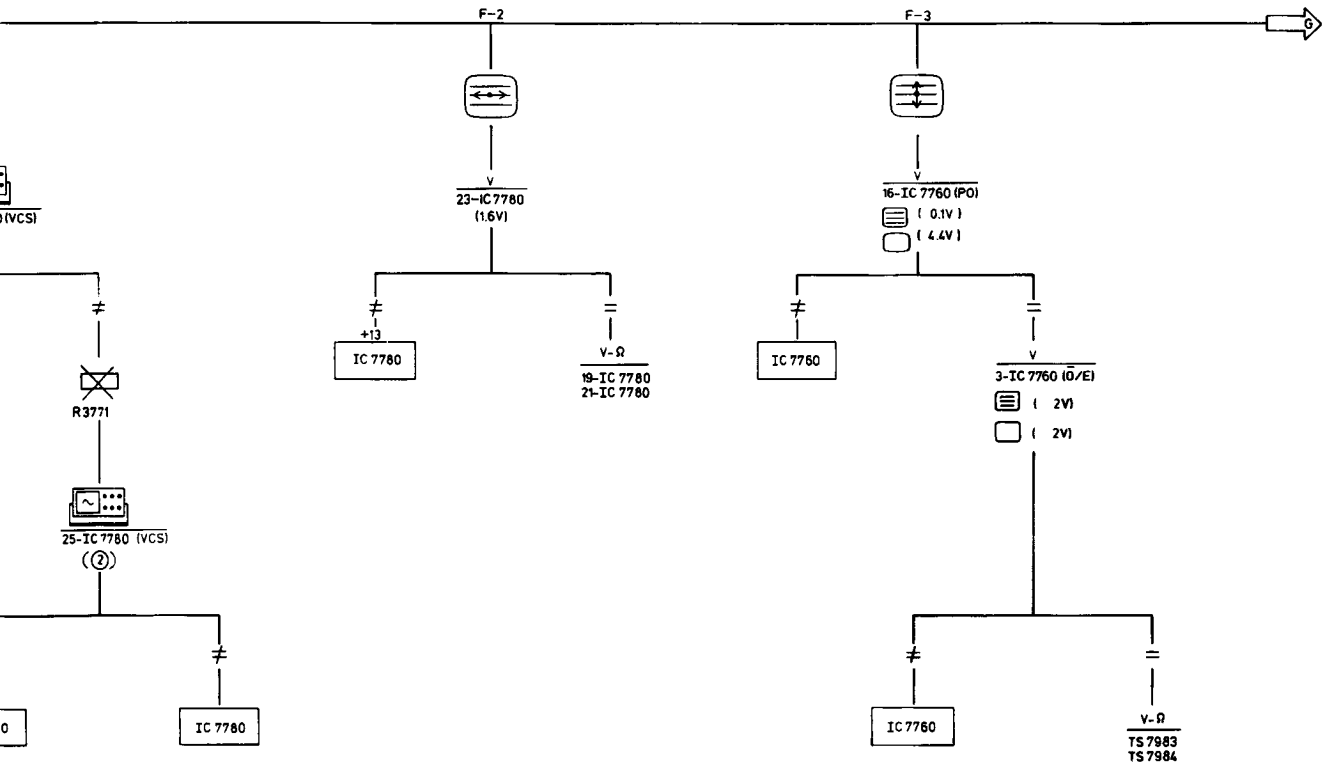 F-2
F-3
G
V
23-IC 7780
(1.6V)
V
16-IC 7760 (PO)
( 0.1V )
( 4.4V )
(VCS)
≠
≠
+13
IC 7780
=
V-Ω
19-IC 7780
21-IC 7780
≠
IC 7760
=
V
3-IC 7760 (Ō/E)
( 2V)
( 2V)
R3771
~
25-IC 7780 (VCS)
(②)
0
≠
IC 7780
≠
IC 7760
=
V-Ω
TS 7983
TS 7984